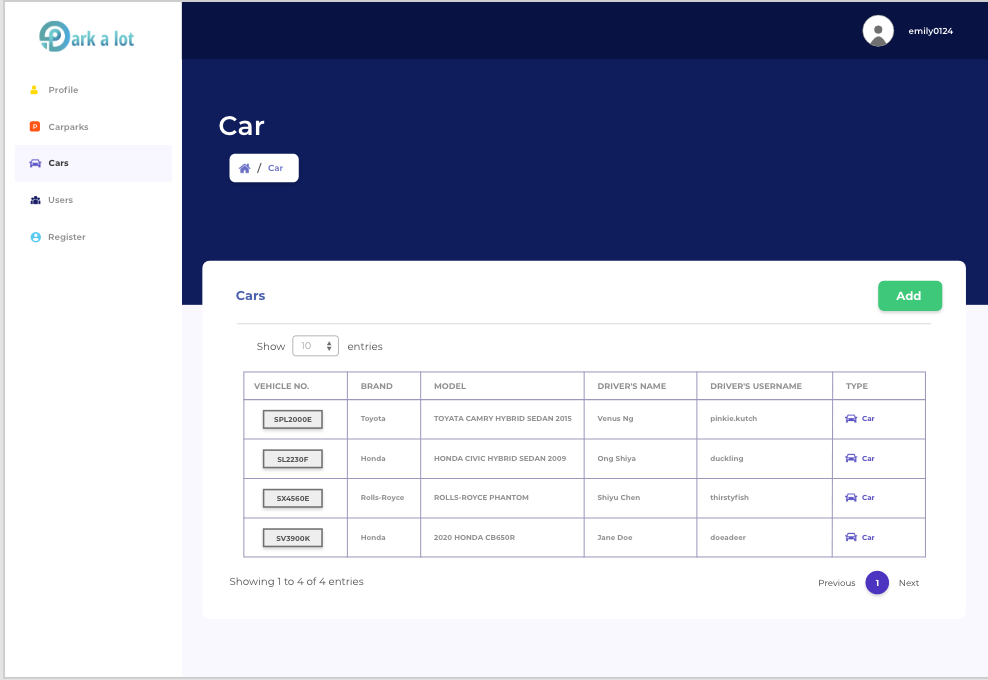 Park a lot
emily0124
Profile
Carparks
Cars
Users
Register
Car
/ Car
Cars
Add
Show 10 entries
VEHICLE NO. BRAND MODEL DRIVER'S NAME DRIVER'S USERNAME TYPE
SPL2000E Toyota TOYATA CAMRY HYBRID SEDAN 2015 Venus Ng pinkie.kutch Car
SL2230F Honda HONDA CIVIC HYBRID SEDAN 2009 Ong Shiya duckling Car
SX4560E Rolls-Royce ROLLS-ROYCE PHANTOM Shiyu Chen thirstyfish Car
SV3900K Honda 2020 HONDA CB650R Jane Doe doeadeer Car
Showing 1 to 4 of 4 entries
Previous 1 Next